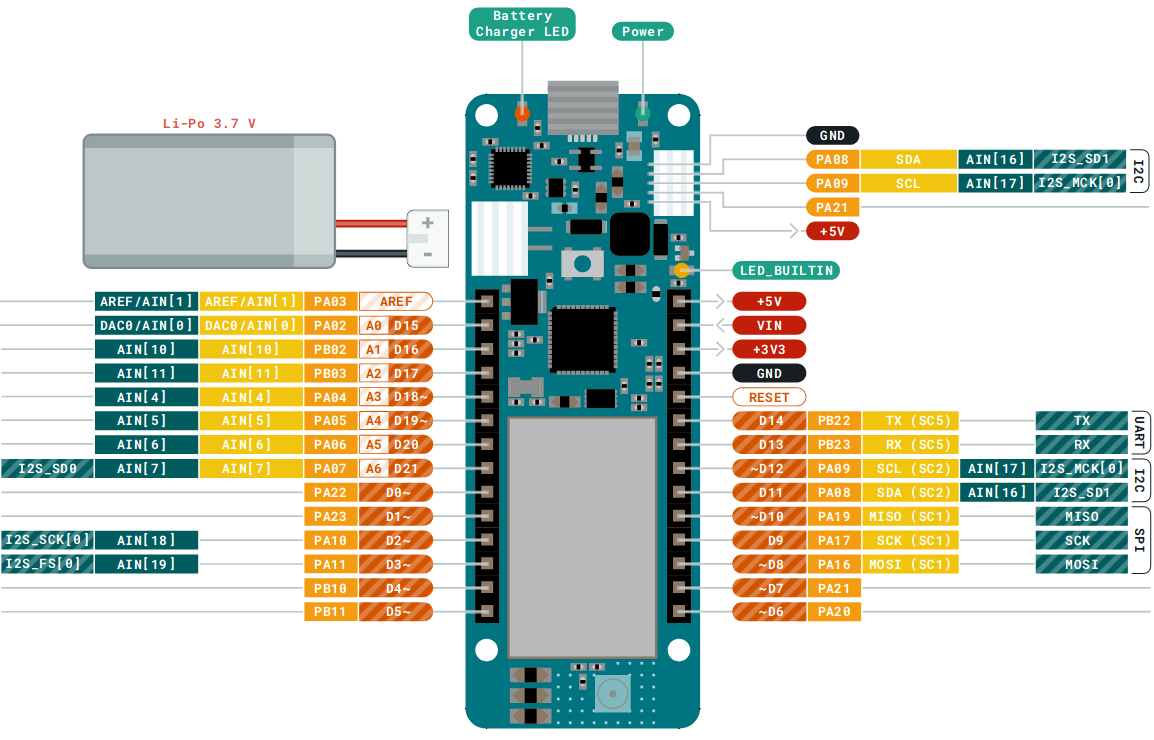 Battery
Charger LED
Power
Li-Po 3.7 V
+
-
GND
PA08 SDA AIN[16] I2S_SD1
PA09 SCL AIN[17] I2S_MCK[0]
I2C
PA21
+5V
LED_BUILTIN
AREF/AIN[1] AREF/AIN[1] PA03 AREF
DAC0/AIN[0] DAC0/AIN[0] PA02 A0 D15
AIN[10] AIN[10] PB02 A1 D16
AIN[11] AIN[11] PB03 A2 D17
AIN[4] AIN[4] PA04 A3 D18~
AIN[5] AIN[5] PA05 A4 D19~
AIN[6] AIN[6] PA06 A5 D20
I2S_SD0 AIN[7] AIN[7] PA07 A6 D21
PA22 D0~
PA23 D1~
I2S_SCK[0] AIN[18] PA10 D2~
I2S_FS[0] AIN[19] PA11 D3~
PB10 D4~
PB11 D5~
+5V
VIN
+3V3
GND
RESET
D14 PB22 TX (SC5) TX
D13 PB23 RX (SC5) RX
UART
~D12 PA09 SCL (SC2) AIN[17] I2S_MCK[0]
D11 PA08 SDA (SC2) AIN[16] I2S_SD1
I2C
~D10 PA19 MISO (SC1) MISO
D9 PA17 SCK (SC1) SCK
~D8 PA16 MOSI (SC1) MOSI
SPI
~D7 PA21
~D6 PA20